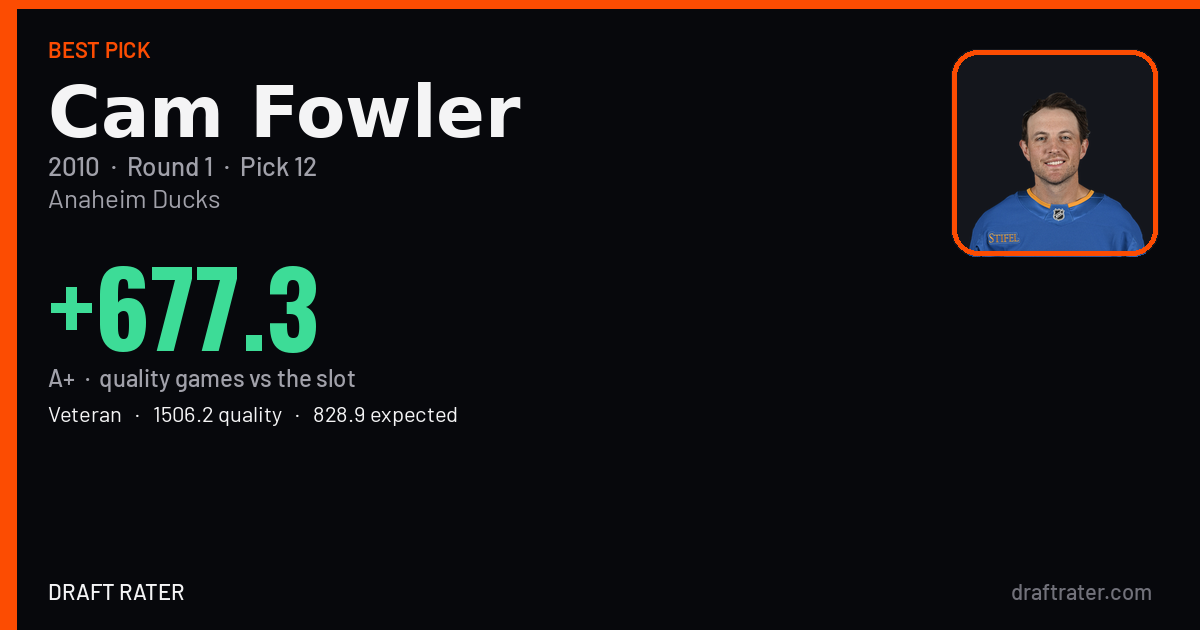 BEST PICK
Cam Fowler
2010 · Round 1 · Pick 12
Anaheim Ducks
STIFEL
+677.3
A+ · quality games vs the slot
Veteran · 1506.2 quality · 828.9 expected
DRAFT RATER
draftrater.com